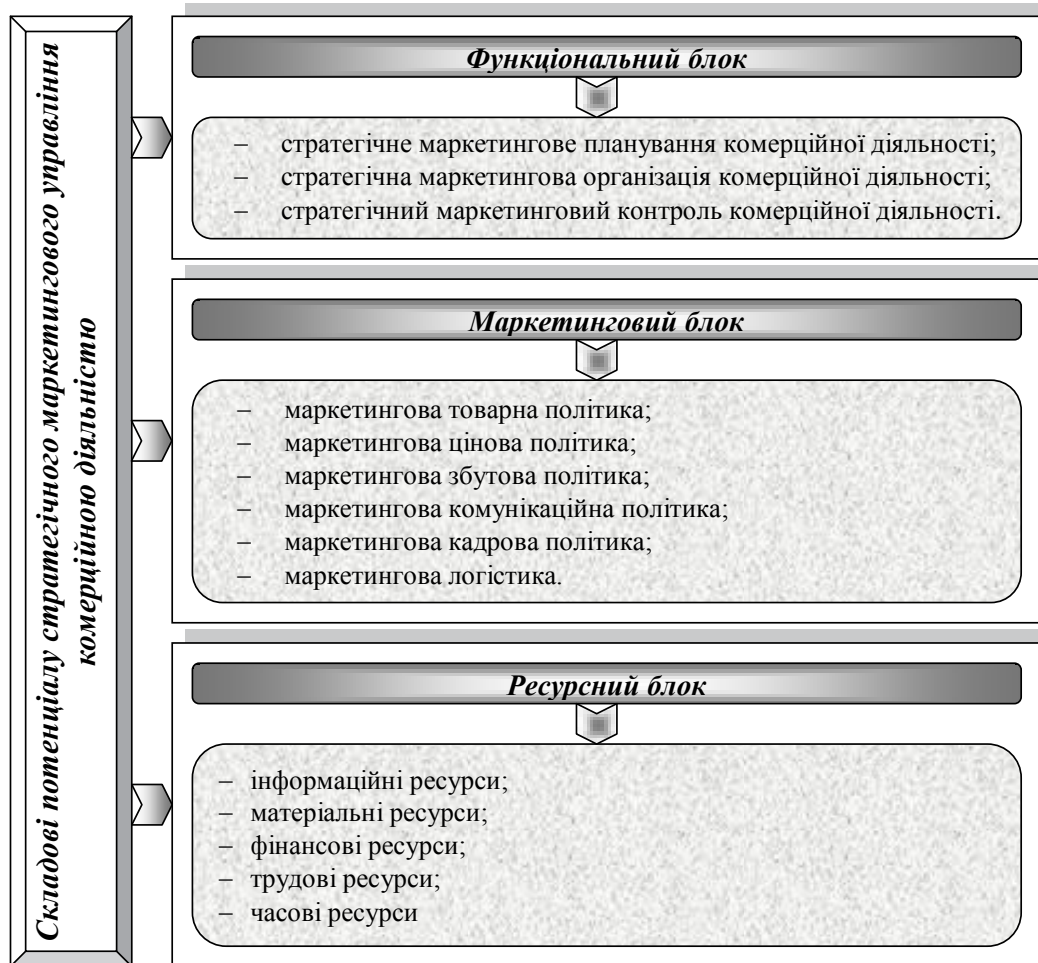 Складові потенціалу стратегічного маркетингового управління
комерційною діяльністю
Функціональний блок
– стратегічне маркетингове планування комерційної діяльності;
– стратегічна маркетингова організація комерційної діяльності;
– стратегічний маркетинговий контроль комерційної діяльності.
Маркетинговий блок
– маркетингова товарна політика;
– маркетингова цінова політика;
– маркетингова збутова політика;
– маркетингова комунікаційна політика;
– маркетингова кадрова політика;
– маркетингова логістика.
Ресурсний блок
– інформаційні ресурси;
– матеріальні ресурси;
– фінансові ресурси;
– трудові ресурси;
– часові ресурси